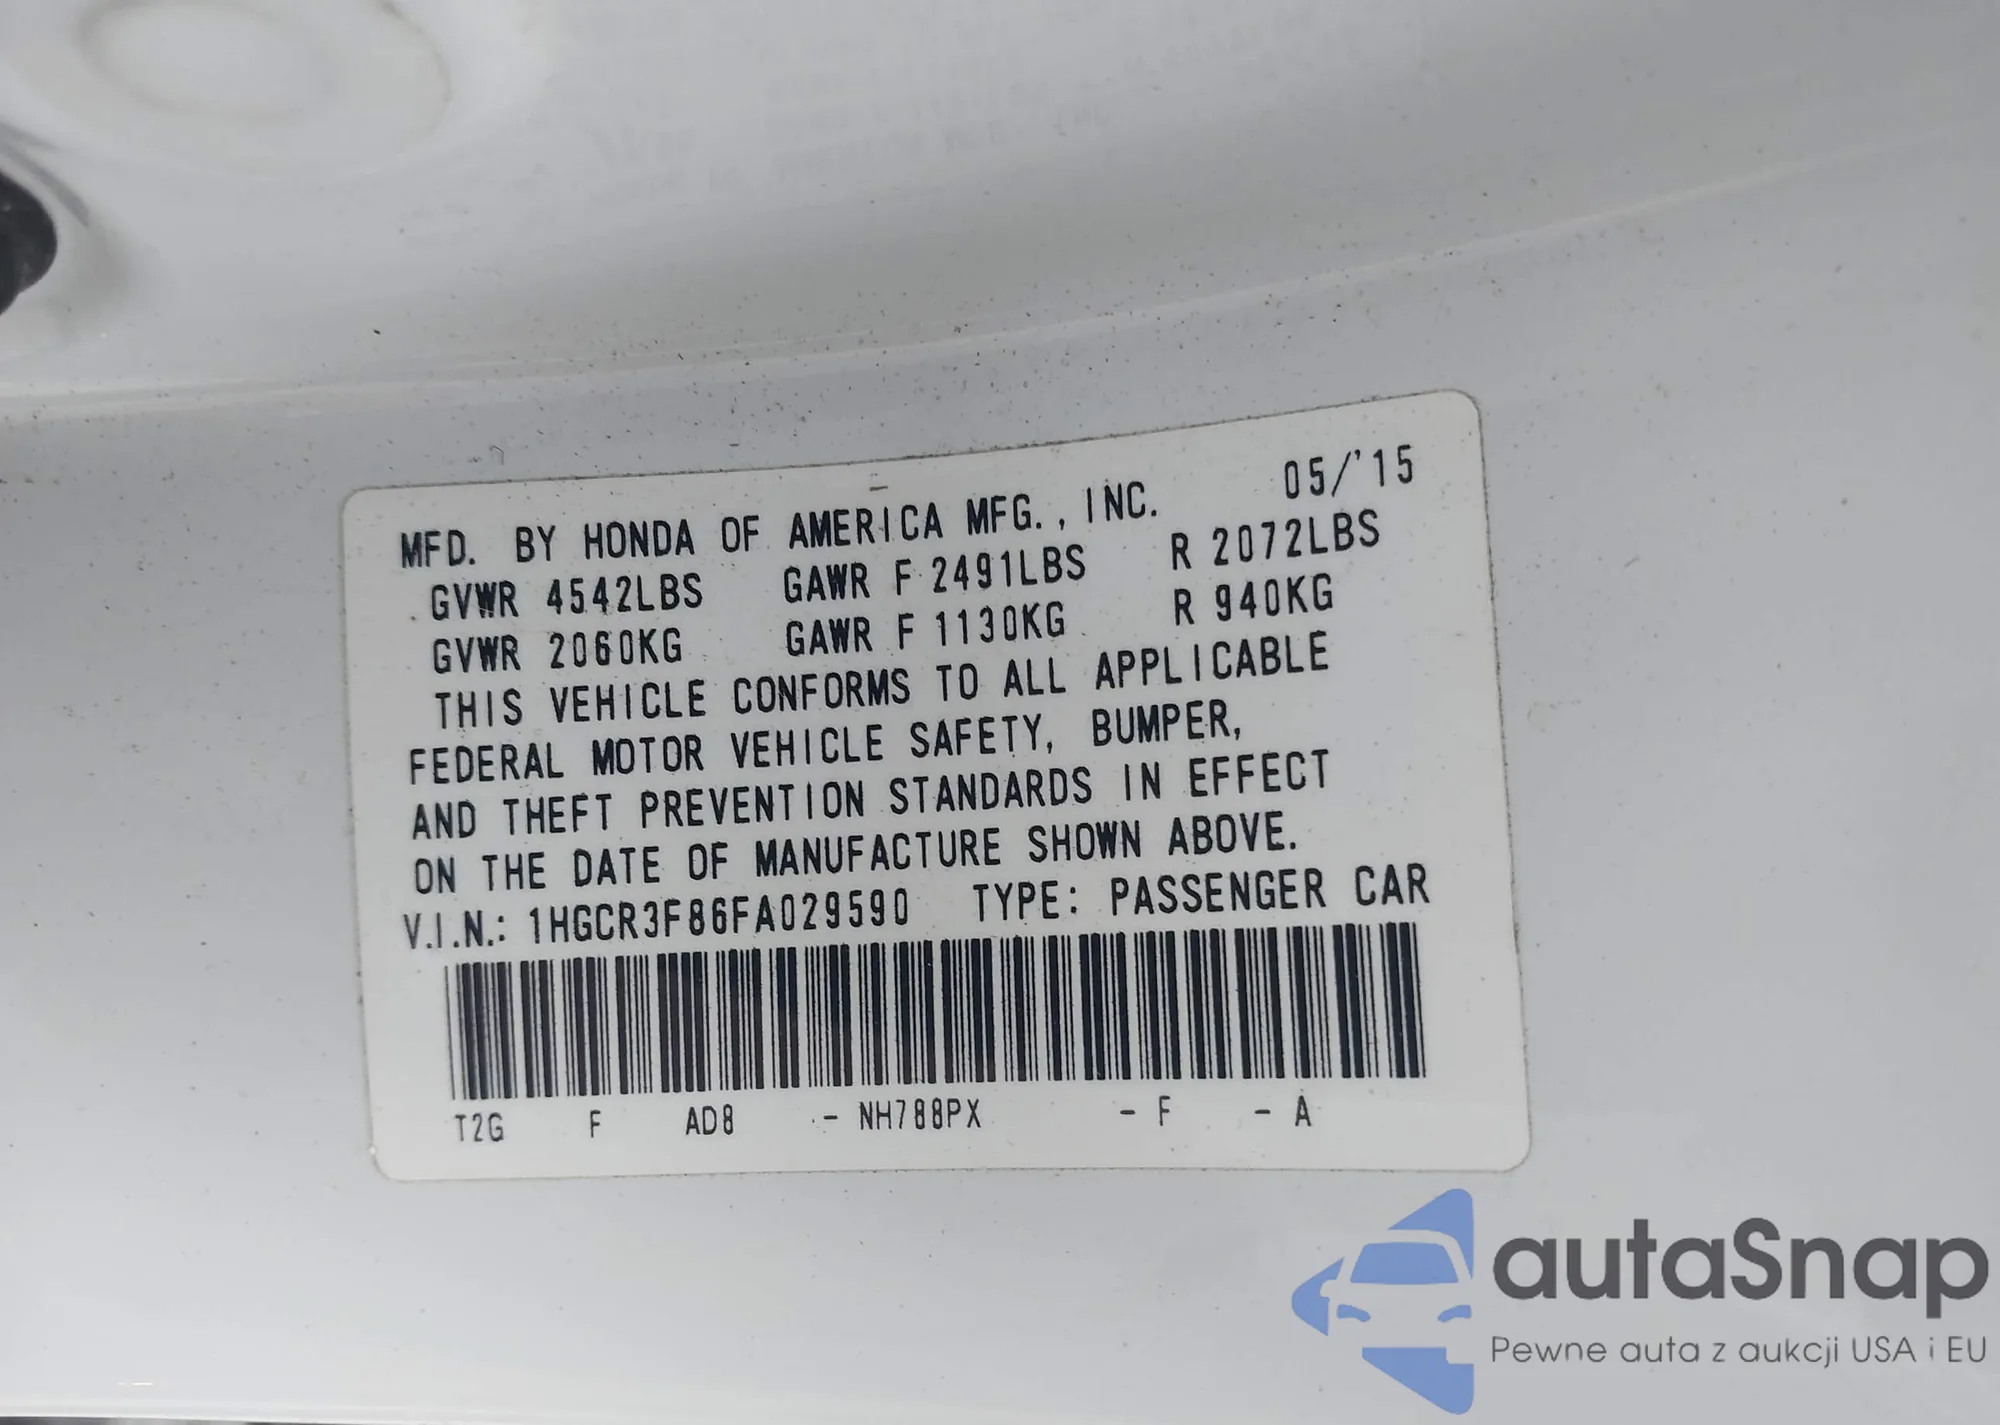 MFD. BY HONDA OF AMERICA MFG., INC. 05/'15
GVWR 4542LBS GAWR F 2491LBS R 2072LBS
GVWR 2060KG GAWR F 1130KG R 940KG
THIS VEHICLE CONFORMS TO ALL APPLICABLE
FEDERAL MOTOR VEHICLE SAFETY, BUMPER,
AND THEFT PREVENTION STANDARDS IN EFFECT
ON THE DATE OF MANUFACTURE SHOWN ABOVE.
V.I.N.: 1HGCR3F86FA029590 TYPE: PASSENGER CAR
T2G F AD8 - NH788PX - F - A
autaSnap
Pewne auta z aukcji USA i EU